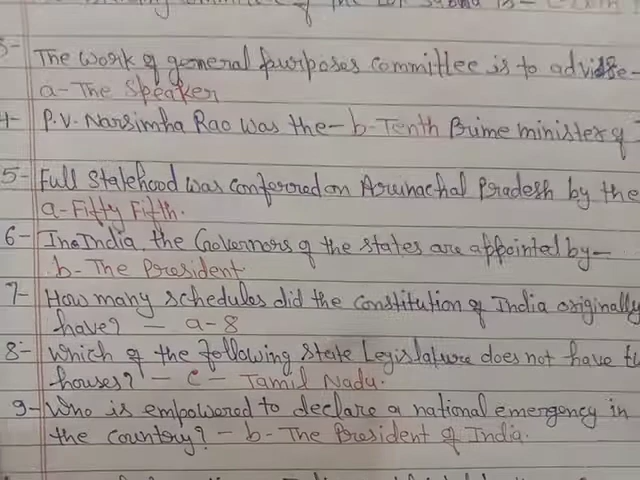 3- The work of general purposes committee is to advise-
a- The Speaker
4- P.V. Narsimha Rao was the - b- Tenth Prime minister of
5- Full Statehood was conferred on Arunachal Pradesh by the
a- Fifty Fifth.
6- In India the Governors of the states are appointed by-
b- The President
7- How many schedules did the constitution of India originally
have? - a-8
8- Which of the following State Legislature does not have
houses? - C- Tamil Nadu.
9- Who is empowered to declare a national emergency in
the country? - b- The President of India.